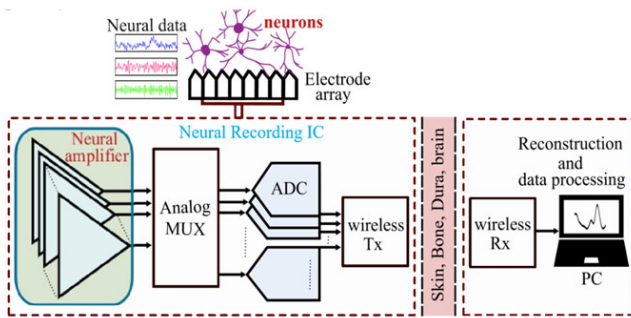 Neural data
neurons
Electrode
array
Neural Recording IC
Neural
amplifier
Analog
MUX
ADC
wireless
Tx
Skin, Bone, Dura, brain
Reconstruction
and
data processing
wireless
Rx
PC